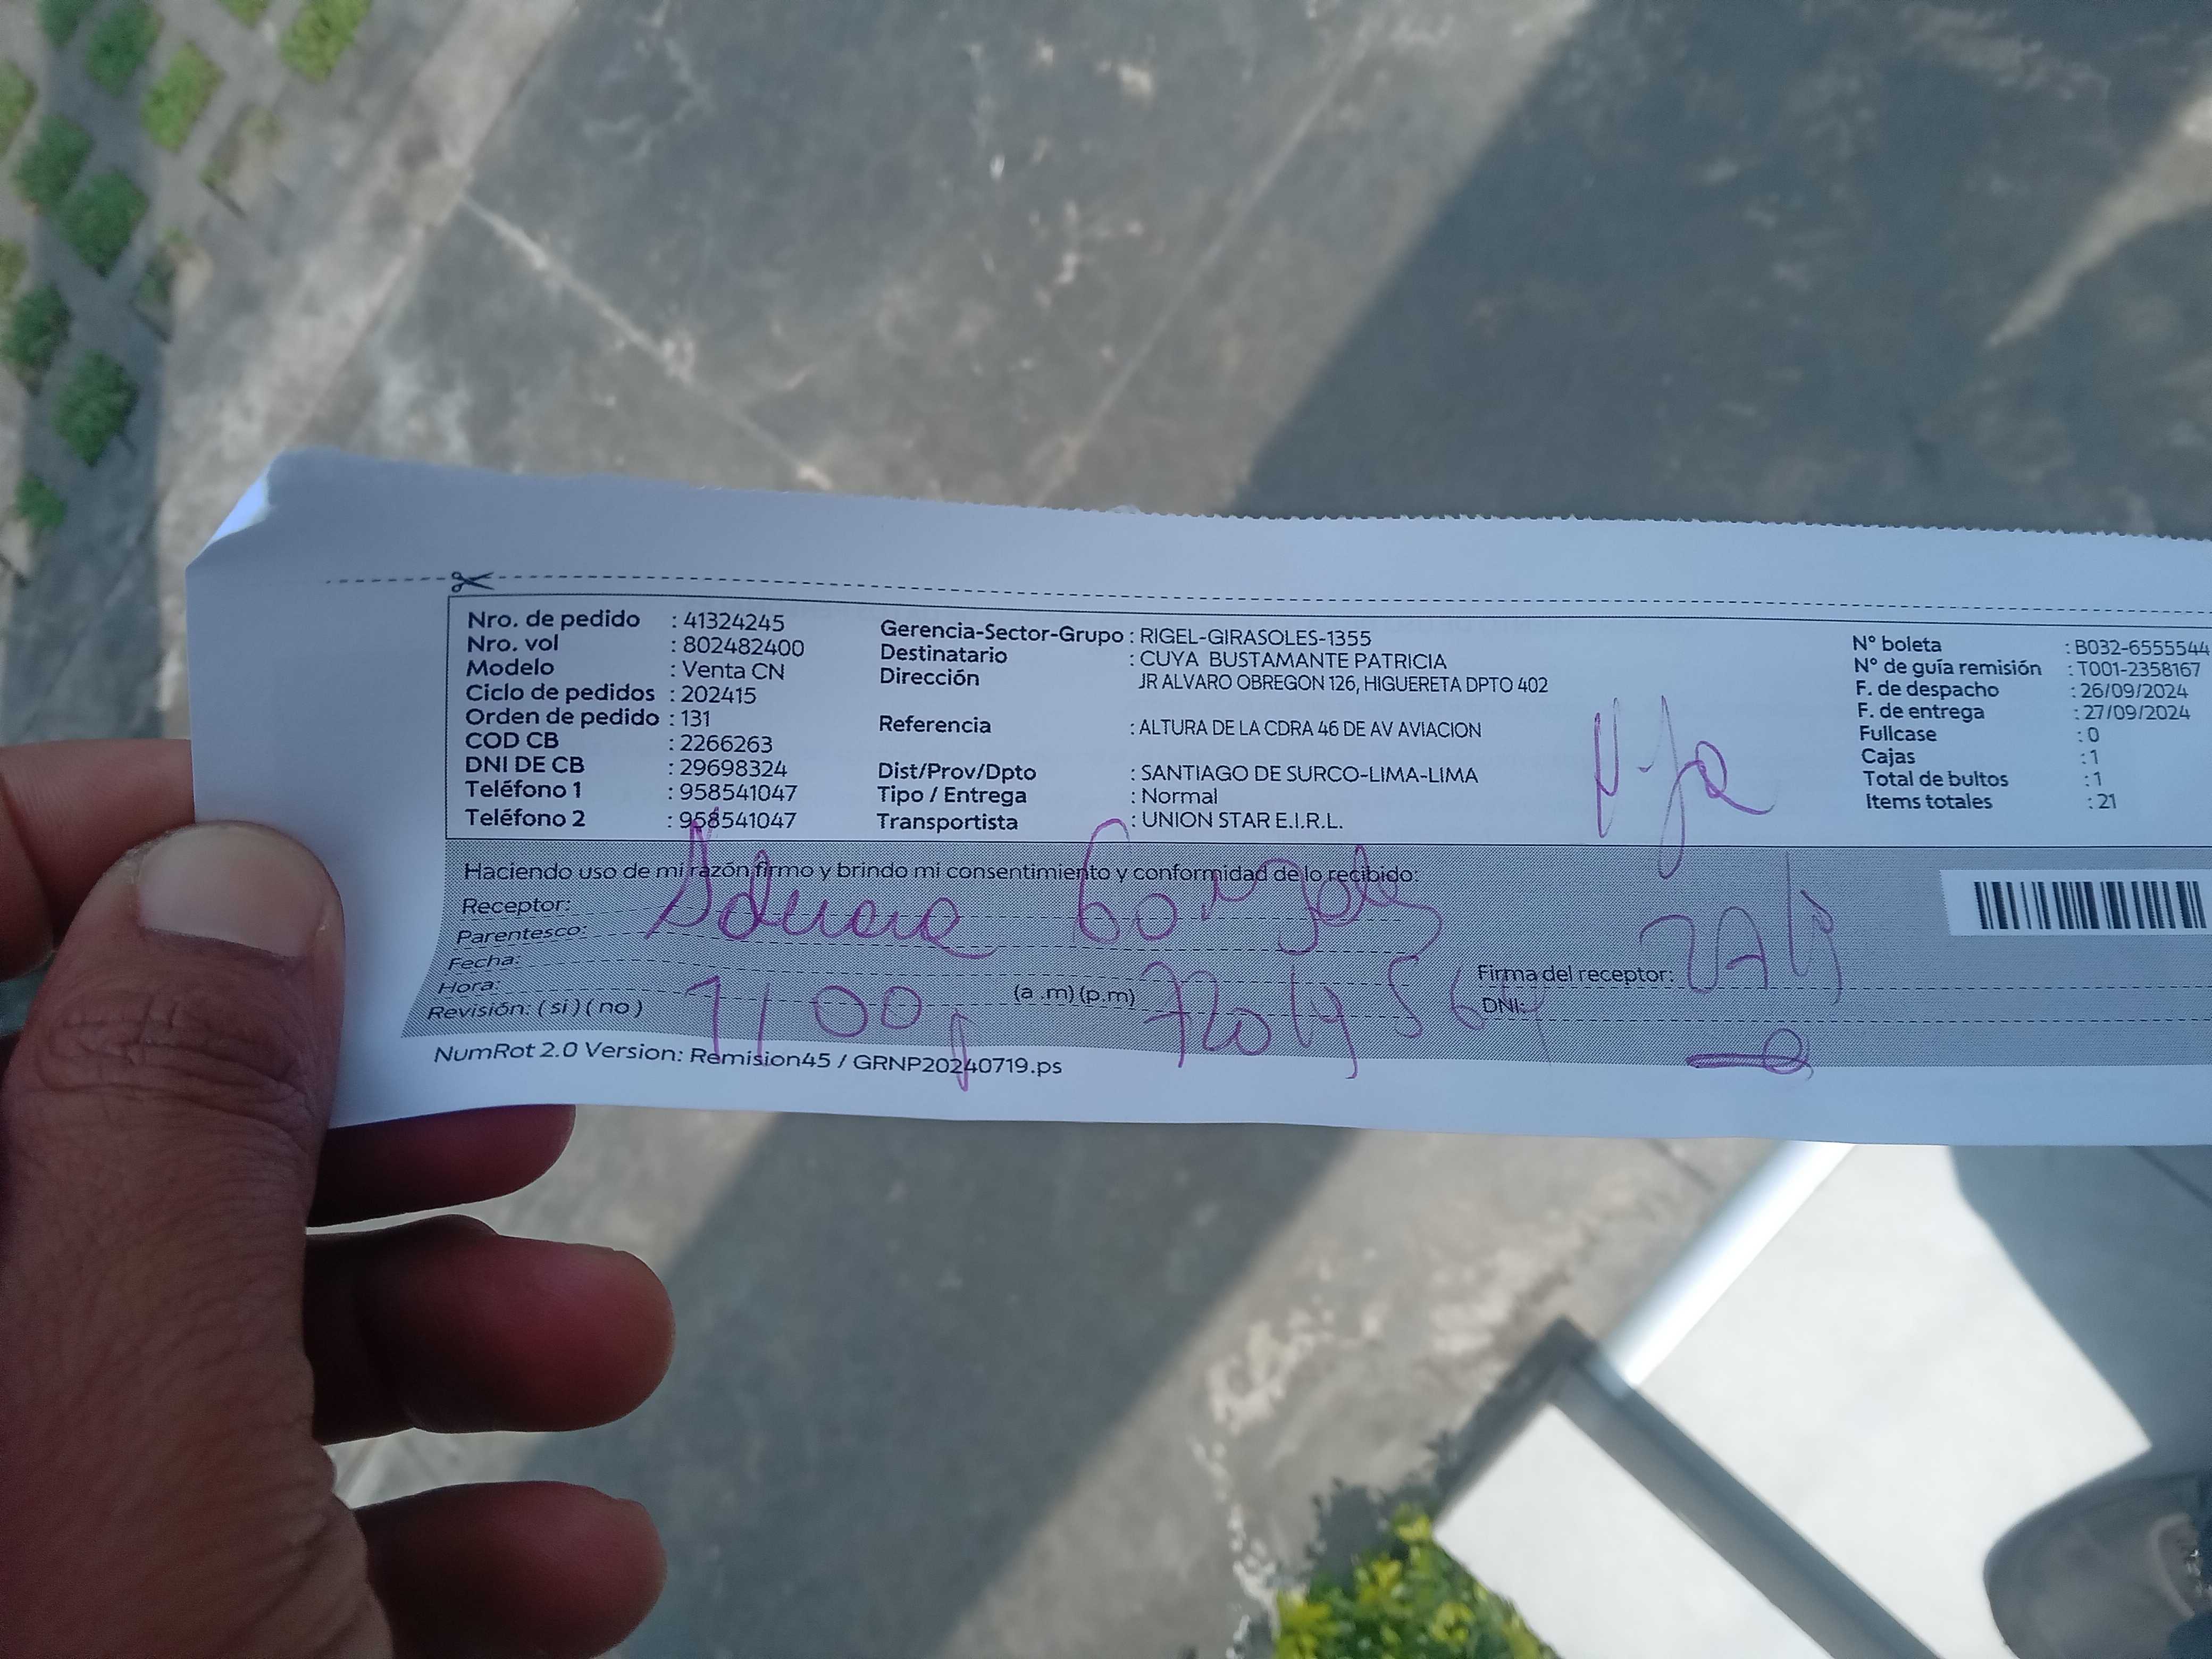 Nro. de pedido : 41324245
Nro. vol : 802482400
Modelo : Venta CN
Ciclo de pedidos : 202415
Orden de pedido : 131
COD CB : 2266263
DNI DE CB : 29698324
Teléfono 1 : 958541047
Teléfono 2 : 958541047
Gerencia-Sector-Grupo : RIGEL-GIRASOLES-1355
Destinatario : CUYA BUSTAMANTE PATRICIA
Dirección JR ALVARO OBREGON 126, HIGUERETA DPTO 402
Referencia : ALTURA DE LA CDRA 46 DE AV AVIACION
Dist/Prov/Dpto : SANTIAGO DE SURCO-LIMA-LIMA
Tipo / Entrega : Normal
Transportista : UNION STAR E.I.R.L.
N° boleta : B032-6555544
N° de guía remisión : T001-2358167
F. de despacho : 26/09/2024
F. de entrega : 27/09/2024
Fullcase : 0
Cajas : 1
Total de bultos : 1
Items totales : 21
Haciendo uso de mi razón firmo y brindo mi consentimiento y conformidad de lo recibido:
Receptor:
Parentesco:
Fecha:
Hora: (a.m)(p.m)
Revisión: (si)(no)
Firma del receptor:
DNI:
NumRot 2.0 Version: Remision45 / GRNP20240719.ps